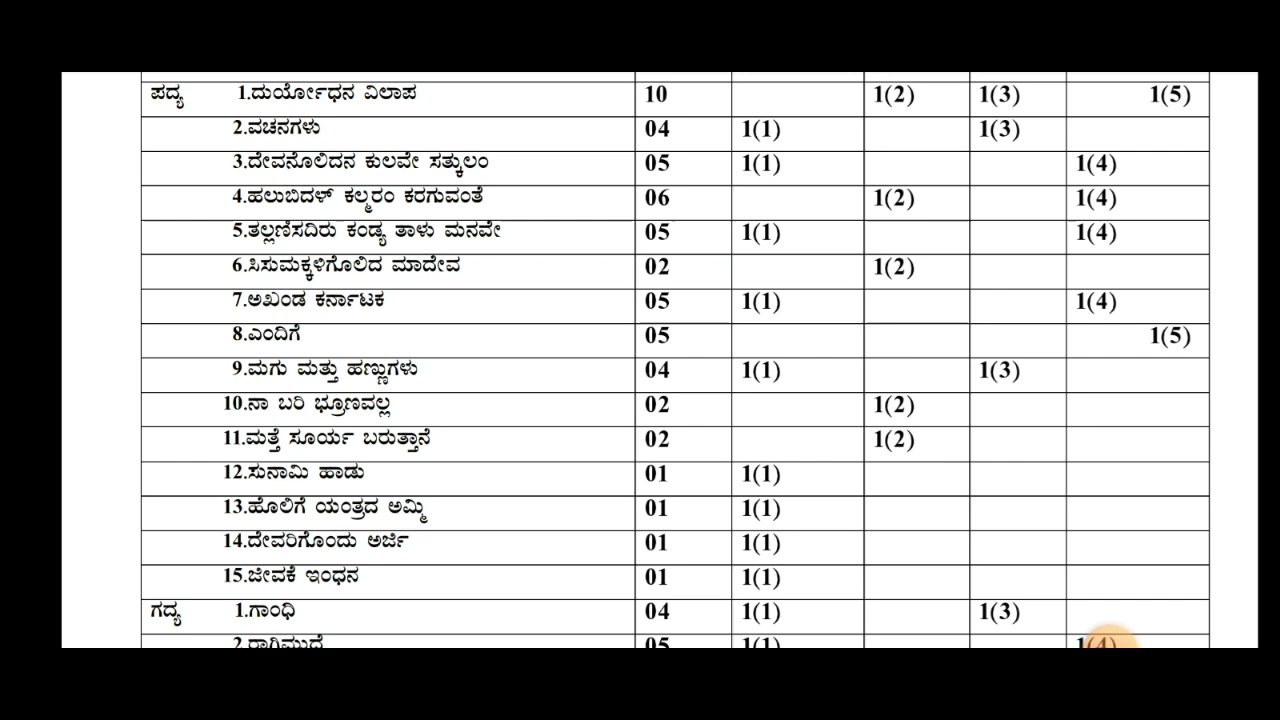 ಪದ್ಯ 1.ದುರ್ಯೋಧನ ವಿಲಾಪ 10 1(2) 1(3) 1(5)
2.ವಚನಗಳು 04 1(1) 1(3)
3.ದೇವನೊಲಿದನ ಕುಲವೇ ಸತ್ಕುಲಂ 05 1(1) 1(4)
4.ಹಲುಬಿದಳ್ ಕಲ್ಮರಂ ಕರಗುವಂತೆ 06 1(2) 1(4)
5.ತಲ್ಲಣಿಸದಿರು ಕಂಡ್ಯ ತಾಳು ಮನವೇ 05 1(1) 1(4)
6.ಸಿಸುಮಕ್ಕಳಿಗೊಲಿದ ಮಾದೇವ 02 1(2)
7.ಅಖಂಡ ಕರ್ನಾಟಕ 05 1(1) 1(4)
8.ಎಂದಿಗೆ 05 1(5)
9.ಮಗು ಮತ್ತು ಹಣ್ಣುಗಳು 04 1(1) 1(3)
10.ನಾ ಬರಿ ಭ್ರೂಣವಲ್ಲ 02 1(2)
11.ಮತ್ತೆ ಸೂರ್ಯ ಬರುತ್ತಾನೆ 02 1(2)
12.ಸುನಾಮಿ ಹಾಡು 01 1(1)
13.ಹೊಲಿಗೆ ಯಂತ್ರದ ಅಮ್ಮಿ 01 1(1)
14.ದೇವರಿಗೊಂದು ಅರ್ಜಿ 01 1(1)
15.ಜೀವಕೆ ಇಂಧನ 01 1(1)
ಗದ್ಯ 1.ಗಾಂಧಿ 04 1(1) 1(3)
2.ರಾಗಿಮುದ್ದೆ 05 1(1) 1(4)